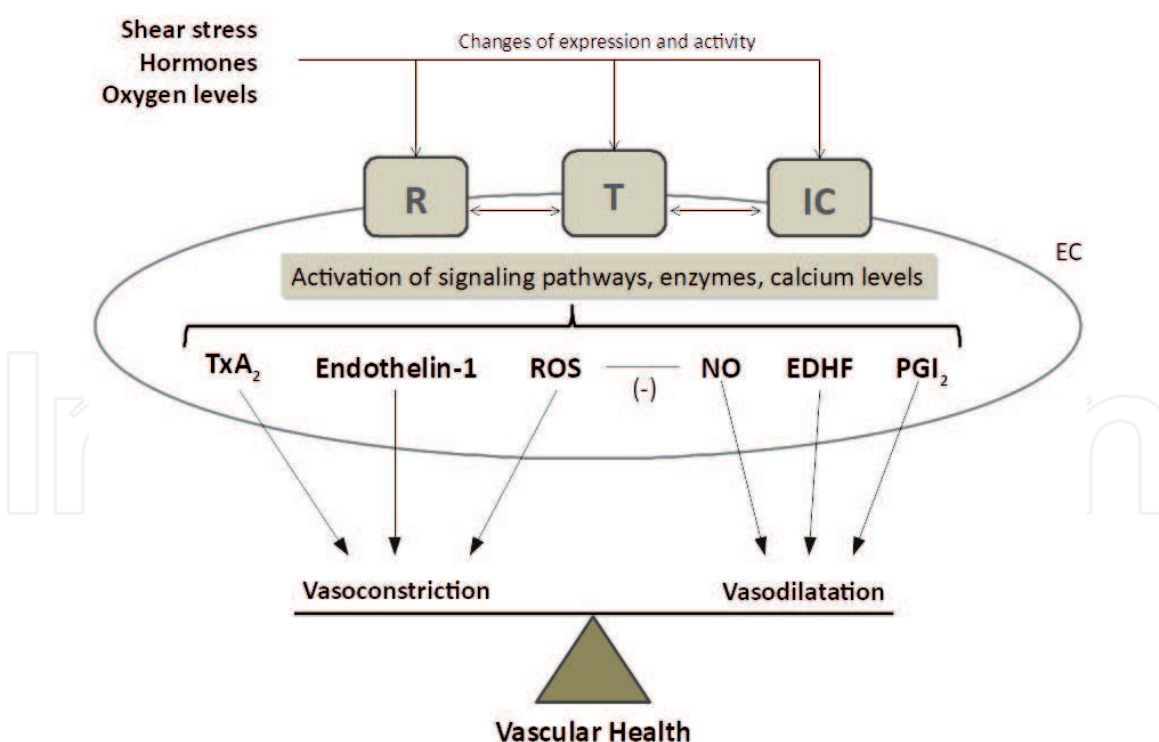 Shear stress
Hormones
Oxygen levels
Changes of expression and activity
R
T
IC
EC
Activation of signaling pathways, enzymes, calcium levels
TxA₂ Endothelin-1 ROS (-) NO EDHF PGI₂
Vasoconstriction Vasodilatation
Vascular Health